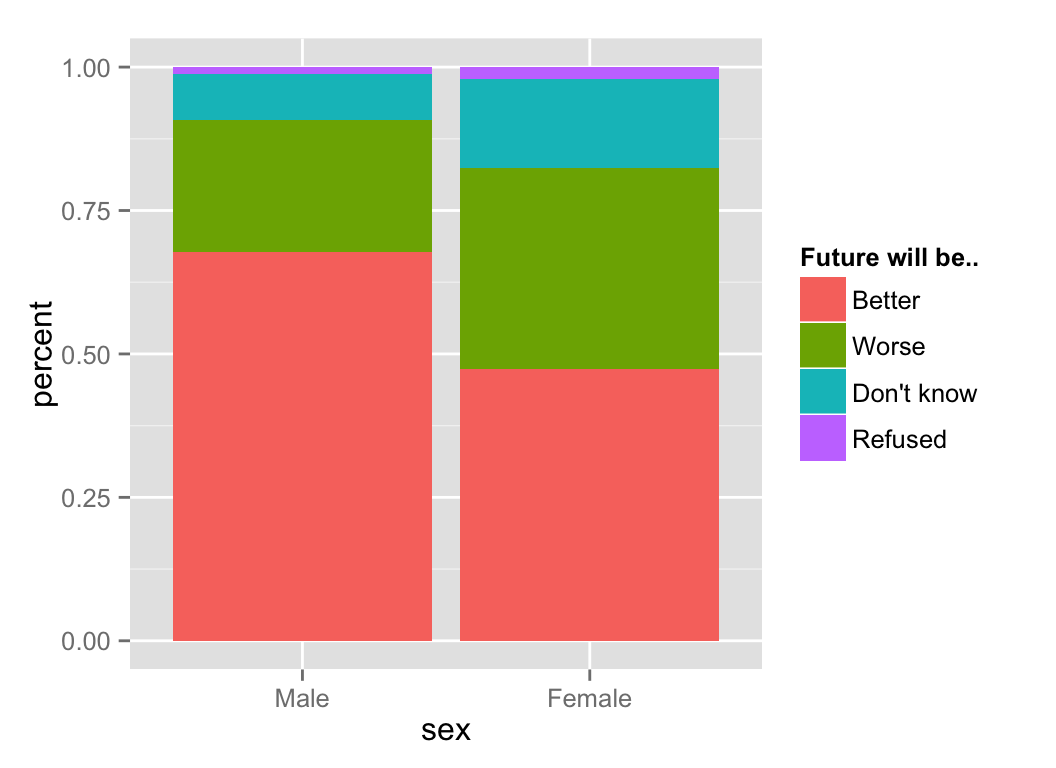 1.00
0.75
0.50
0.25
0.00
percent
Male
Female
sex
Future will be..
Better
Worse
Don't know
Refused